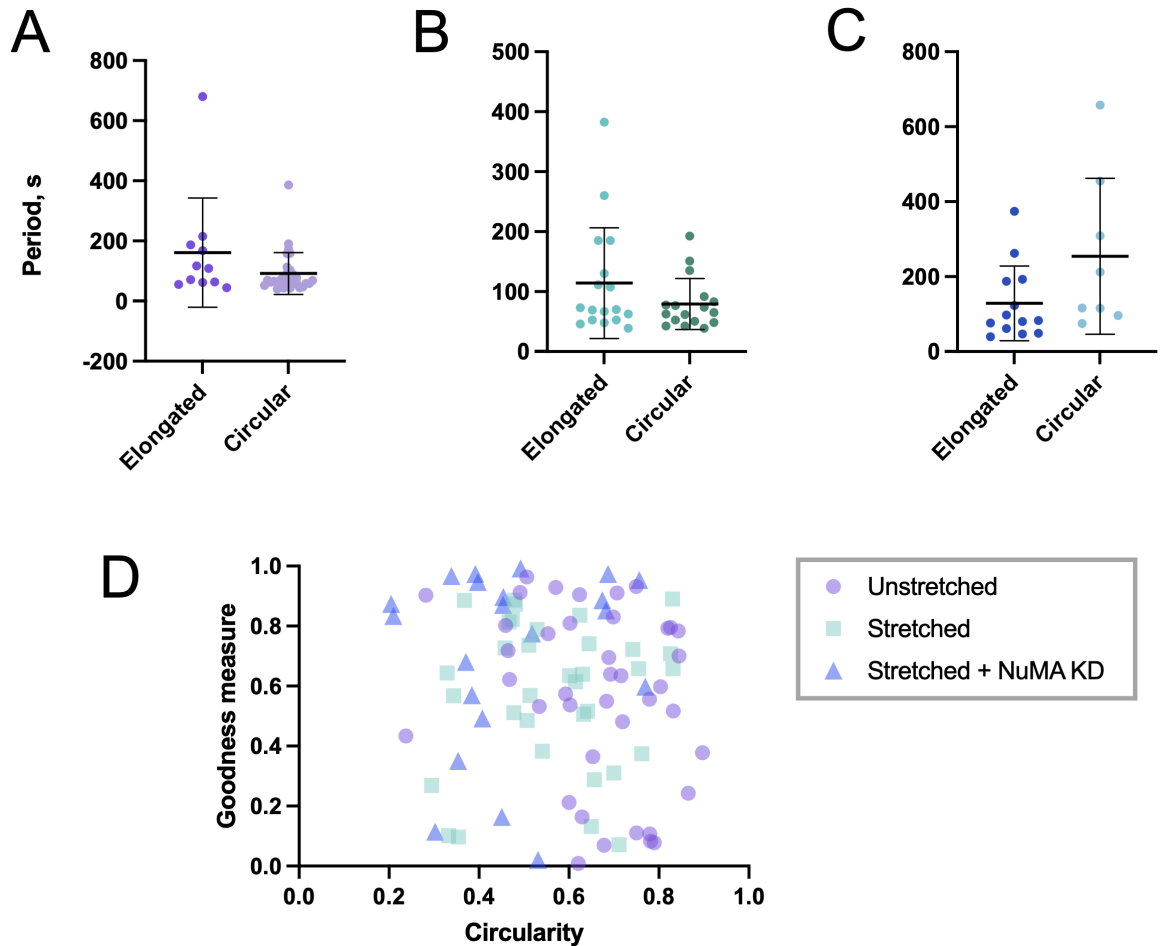 A
B
C
800
600
400
200
0
-200
Period, s
Elongated
Circular
500
400
300
200
100
0
Elongated
Circular
800
600
400
200
0
Elongated
Circular
D
1.0
0.8
0.6
0.4
0.2
0.0
Goodness measure
0.0 0.2 0.4 0.6 0.8 1.0
Circularity
Unstretched
Stretched
Stretched + NuMA KD